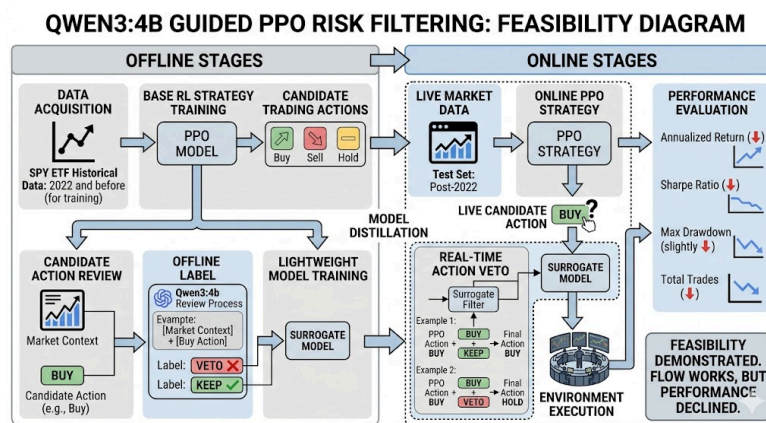 QWEN3:4B GUIDED PPO RISK FILTERING: FEASIBILITY DIAGRAM
OFFLINE STAGES
ONLINE STAGES
DATA
ACQUISITION
SPY ETF Historical
Data: 2022 and before
(for training)
BASE RL STRATEGY
TRAINING
PPO
MODEL
CANDIDATE
TRADING ACTIONS
Buy
Sell
Hold
LIVE MARKET
DATA
Test Set:
Post-2022
ONLINE PPO
STRATEGY
PPO
STRATEGY
LIVE CANDIDATE
ACTION
BUY
?
PERFORMANCE
EVALUATION
Annualized Return (↓)
Sharpe Ratio (↓)
Max Drawdown
(slightly ↓)
Total Trades
(↓)
MODEL
DISTILLATION
CANDIDATE
ACTION REVIEW
Market Context
BUY
Candidate Action
(e.g., Buy)
OFFLINE
LABEL
Qwen3:4b
Review Process
Exampte:
[Market Context]
+ [Buy Action]
Label: VETO
Label: KEEP
LIGHTWEIGHT
MODEL TRAINING
SURROGATE
MODEL
REAL-TIME
ACTION VETO
Surrogate
Filter
Example 1:
PPO BUY Final
Action + + Action
BUY KEEP BUY
Example 2:
PPO BUY Final
Action + + Action
BUY VETO HOLD
SURROGATE
MODEL
ENVIRONMENT
EXECUTION
FEASIBILITY
DEMONSTRATED.
FLOW WORKS, BUT
PERFORMANCE
DECLINED.